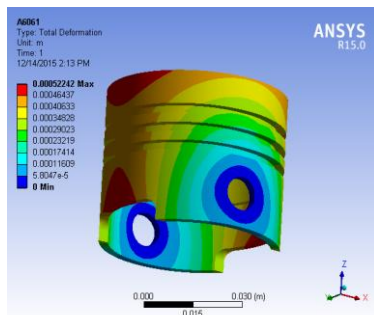 A6061
Type: Total Deformation
Unit: m
Time: 1
12/14/2015 2:13 PM
ANSYS
R15.0
0.00052242 Max
0.00046437
0.00040633
0.00034828
0.00029023
0.00023219
0.00017414
0.00011609
5.8047e-5
0 Min
0.000
0.030 (m)
0.015
Z
Y
X